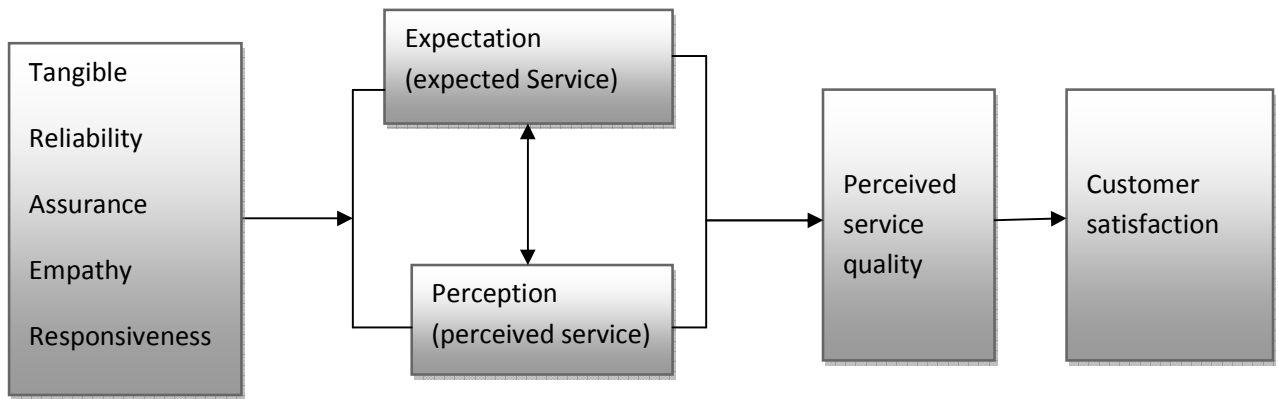 Tangible
Reliability
Assurance
Empathy
Responsiveness
Expectation
(expected Service)
Perception
(perceived service)
Perceived
service
quality
Customer
satisfaction